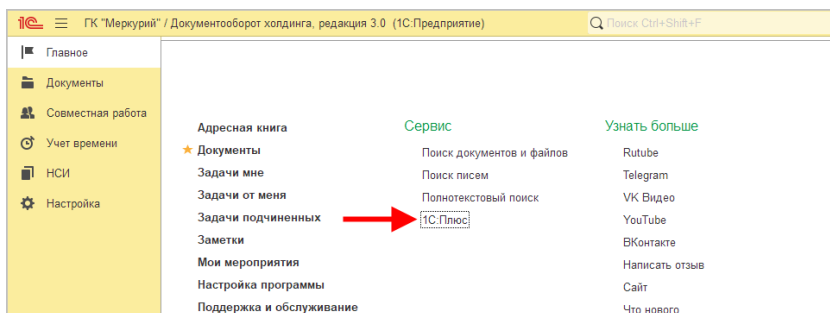 1С ГК "Меркурий" / Документооборот холдинга, редакция 3.0 (1С:Предприятие) Поиск Ctrl+Shift+F
Главное
Документы
Совместная работа
Учет времени
НСИ
Настройка
Адресная книга
Документы
Задачи мне
Задачи от меня
Задачи подчиненных
Заметки
Мои мероприятия
Настройка программы
Поддержка и обслуживание
Сервис
Поиск документов и файлов
Поиск писем
Полнотекстовый поиск
1С:Плюс
Узнать больше
Rutube
Telegram
VK Видео
YouTube
ВКонтакте
Написать отзыв
Сайт
Что нового